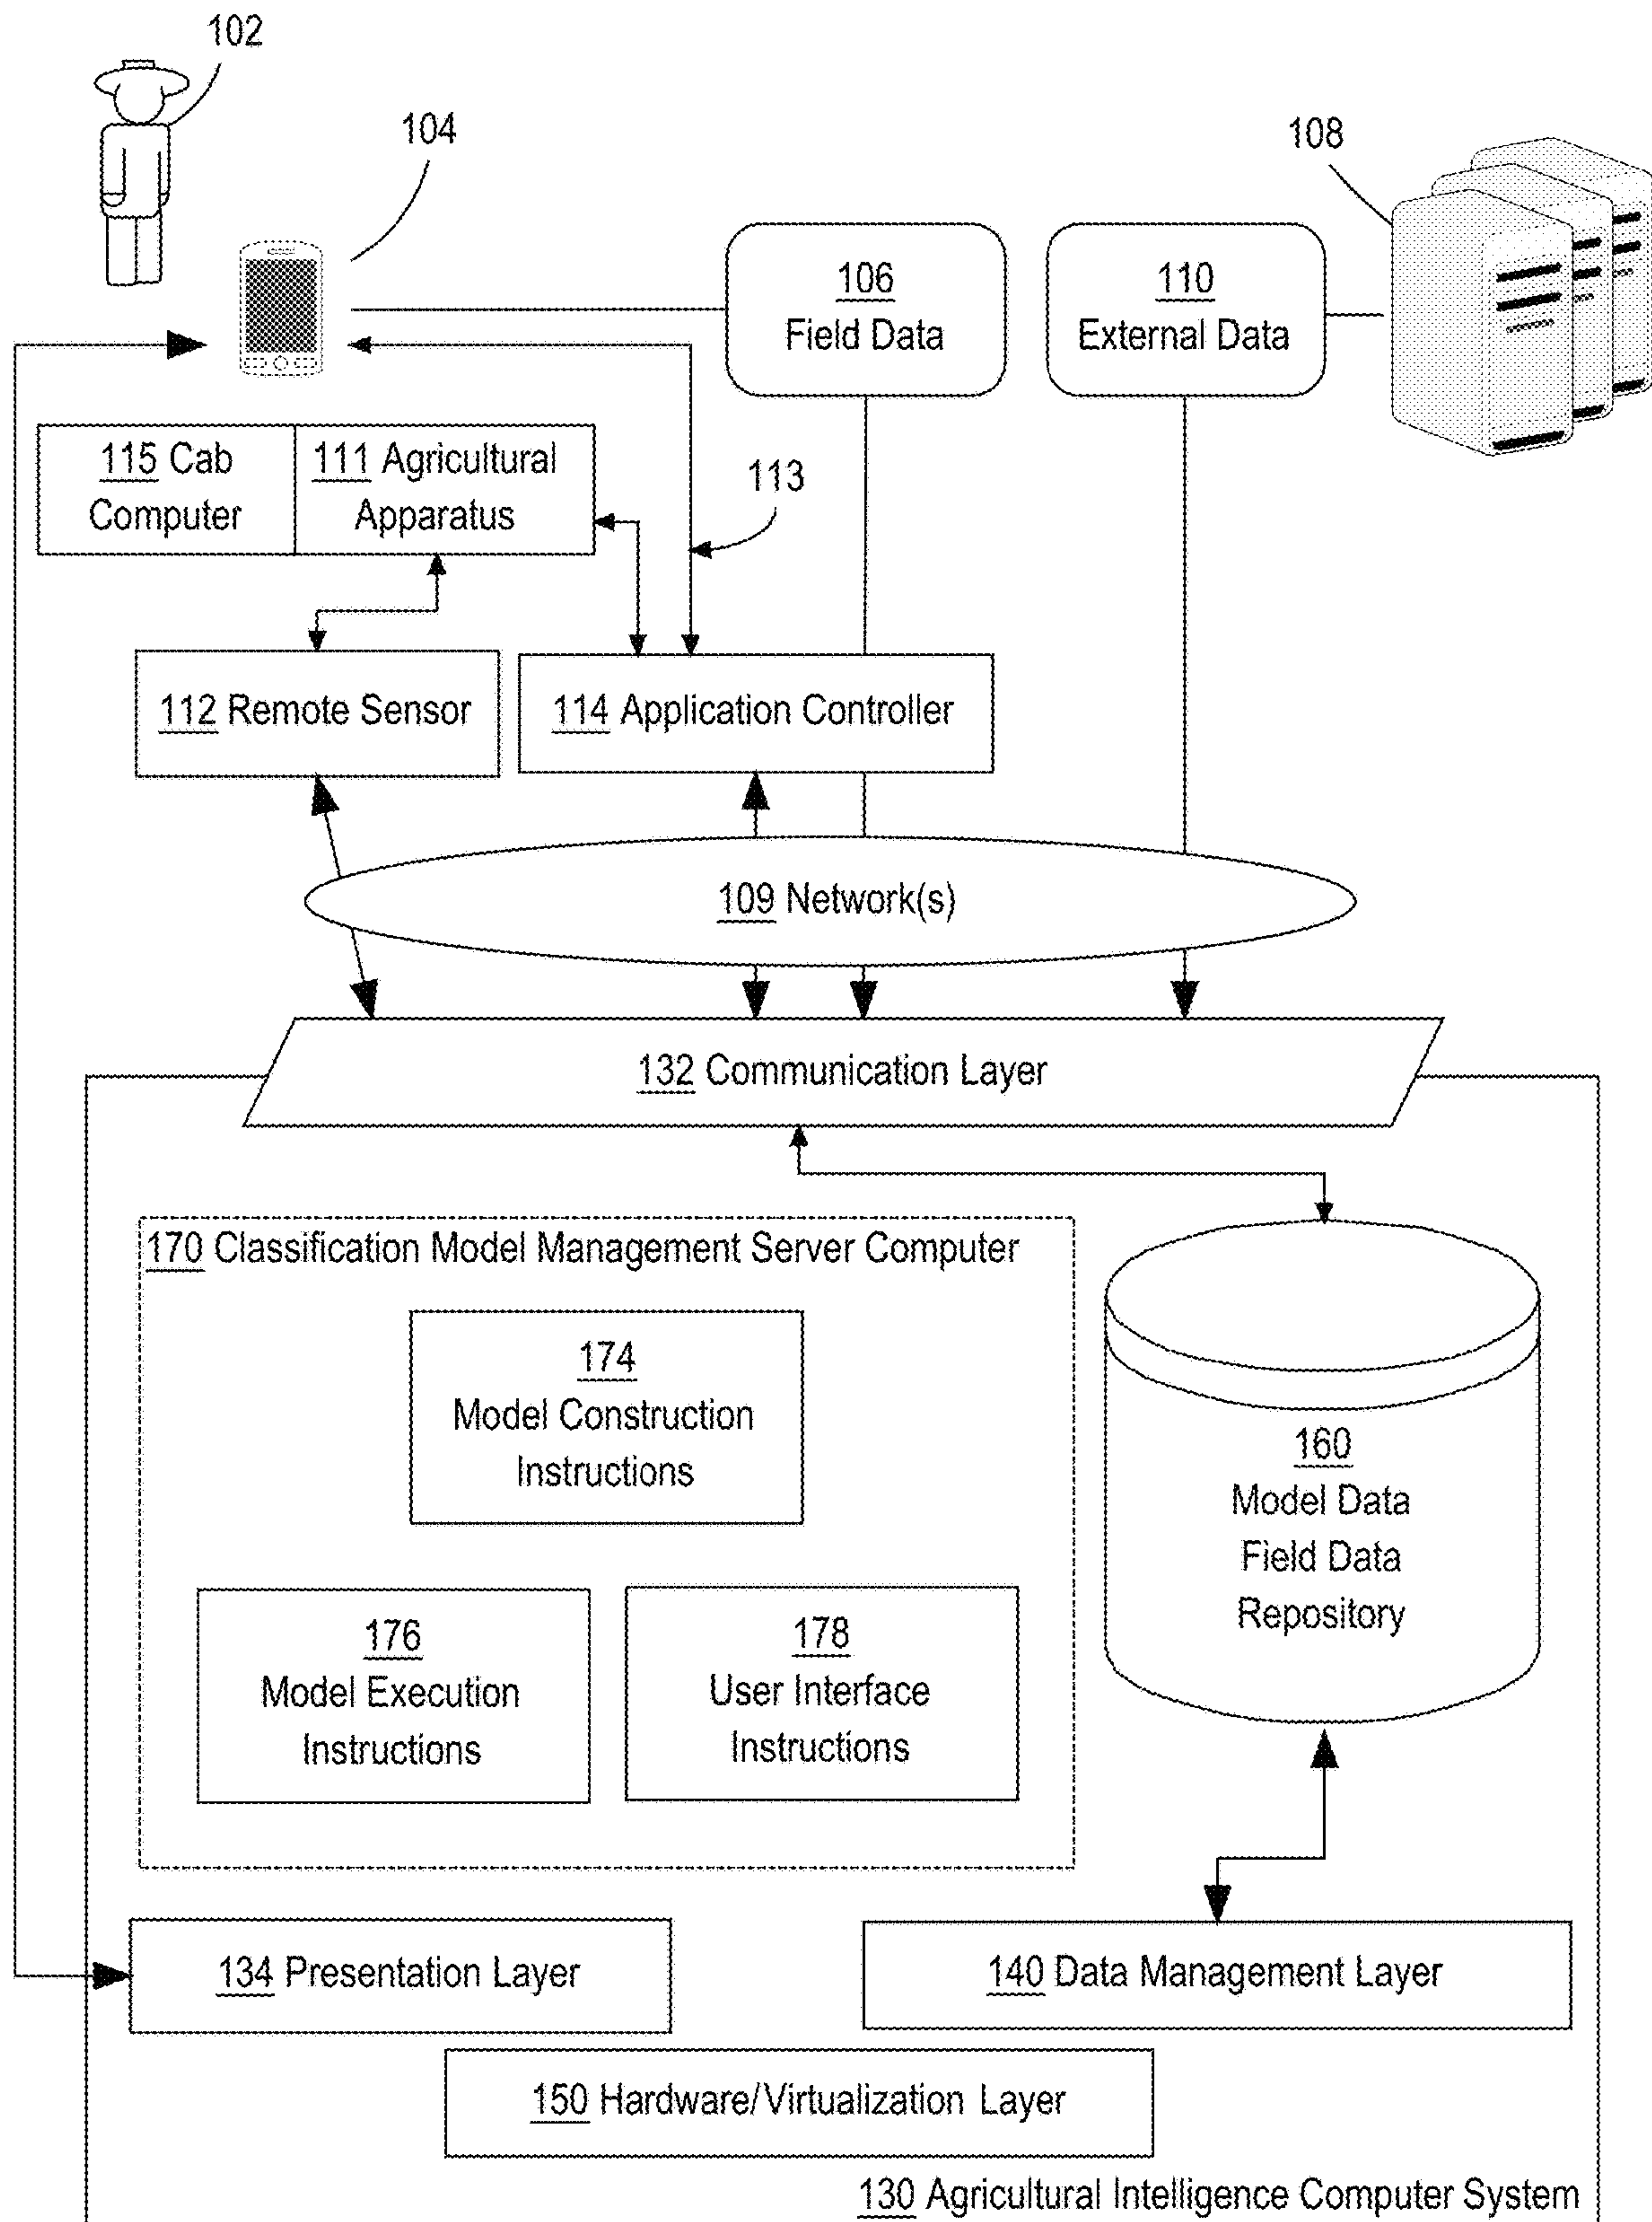 102
104
108
106
Field Data
110
External Data
115 Cab
Computer
111 Agricultural
Apparatus
113
112 Remote Sensor
114 Application Controller
109 Network(s)
132 Communication Layer
170 Classification Model Management Server Computer
174
Model Construction
Instructions
160
Model Data
Field Data
Repository
176
Model Execution
Instructions
178
User Interface
Instructions
134 Presentation Layer
140 Data Management Layer
150 Hardware/Virtualization Layer
130 Agricultural Intelligence Computer System